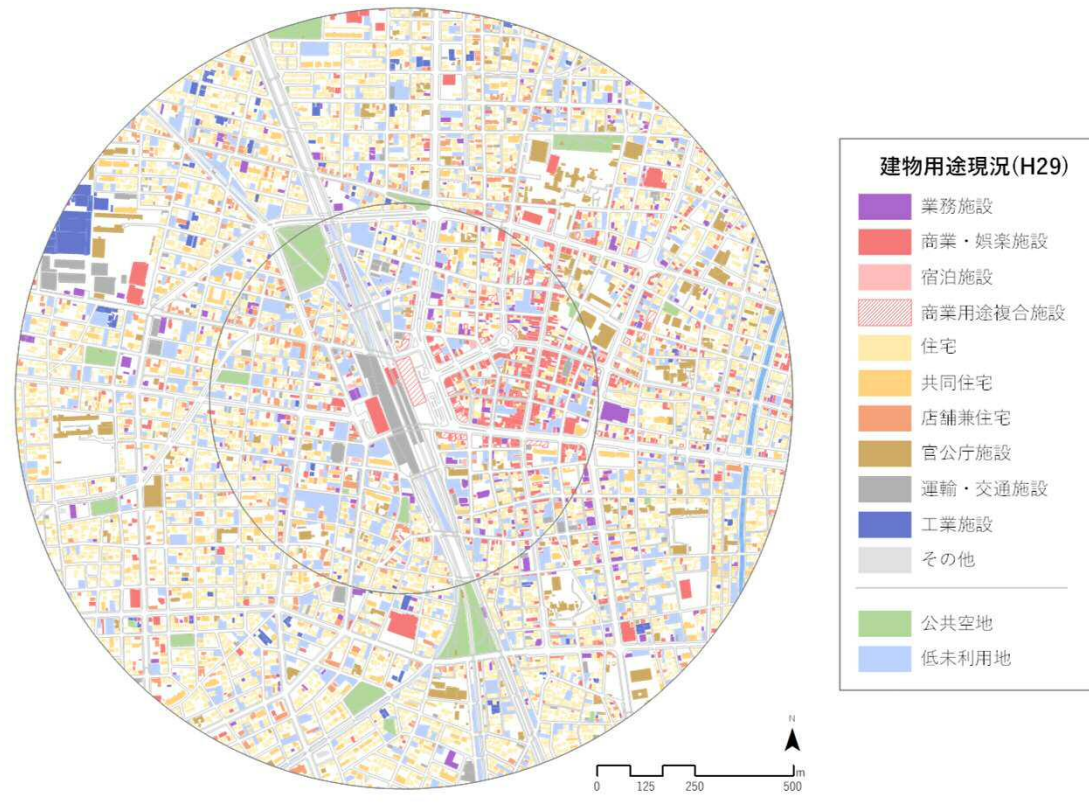 建物用途現況(H29)
業務施設
商業・娯楽施設
宿泊施設
商業用途複合施設
住宅
共同住宅
店舗兼住宅
官公庁施設
運輸・交通施設
工業施設
その他
公共空地
低未利用地
N
0 125 250 500 m